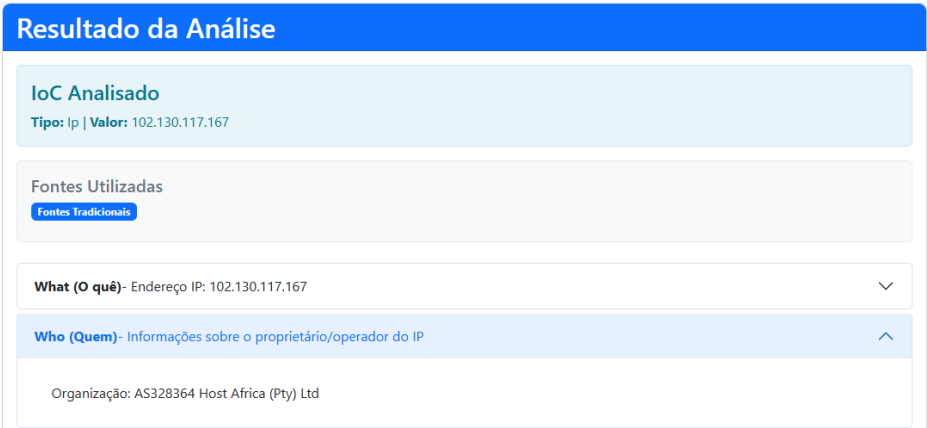 Resultado da Análise
IoC Analisado
Tipo: Ip | Valor: 102.130.117.167
Fontes Utilizadas
Fontes Tradicionais
What (O quê)- Endereço IP: 102.130.117.167
Who (Quem)- Informações sobre o proprietário/operador do IP
Organização: AS328364 Host Africa (Pty) Ltd